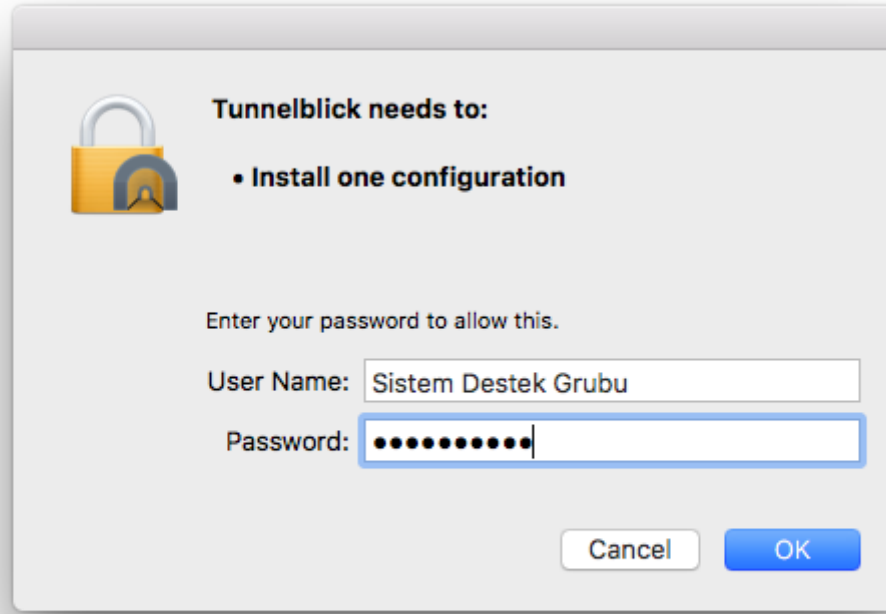 Tunnelblick needs to:
• Install one configuration
Enter your password to allow this.
User Name: Sistem Destek Grubu
Password: ••••••••••
Cancel OK